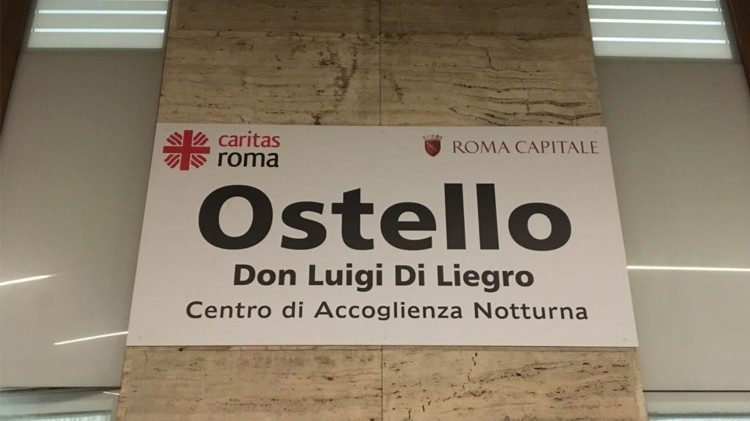 caritas
roma
ROMA CAPITALE
Ostello
Don Luigi Di Liegro
Centro di Accoglienza Notturna